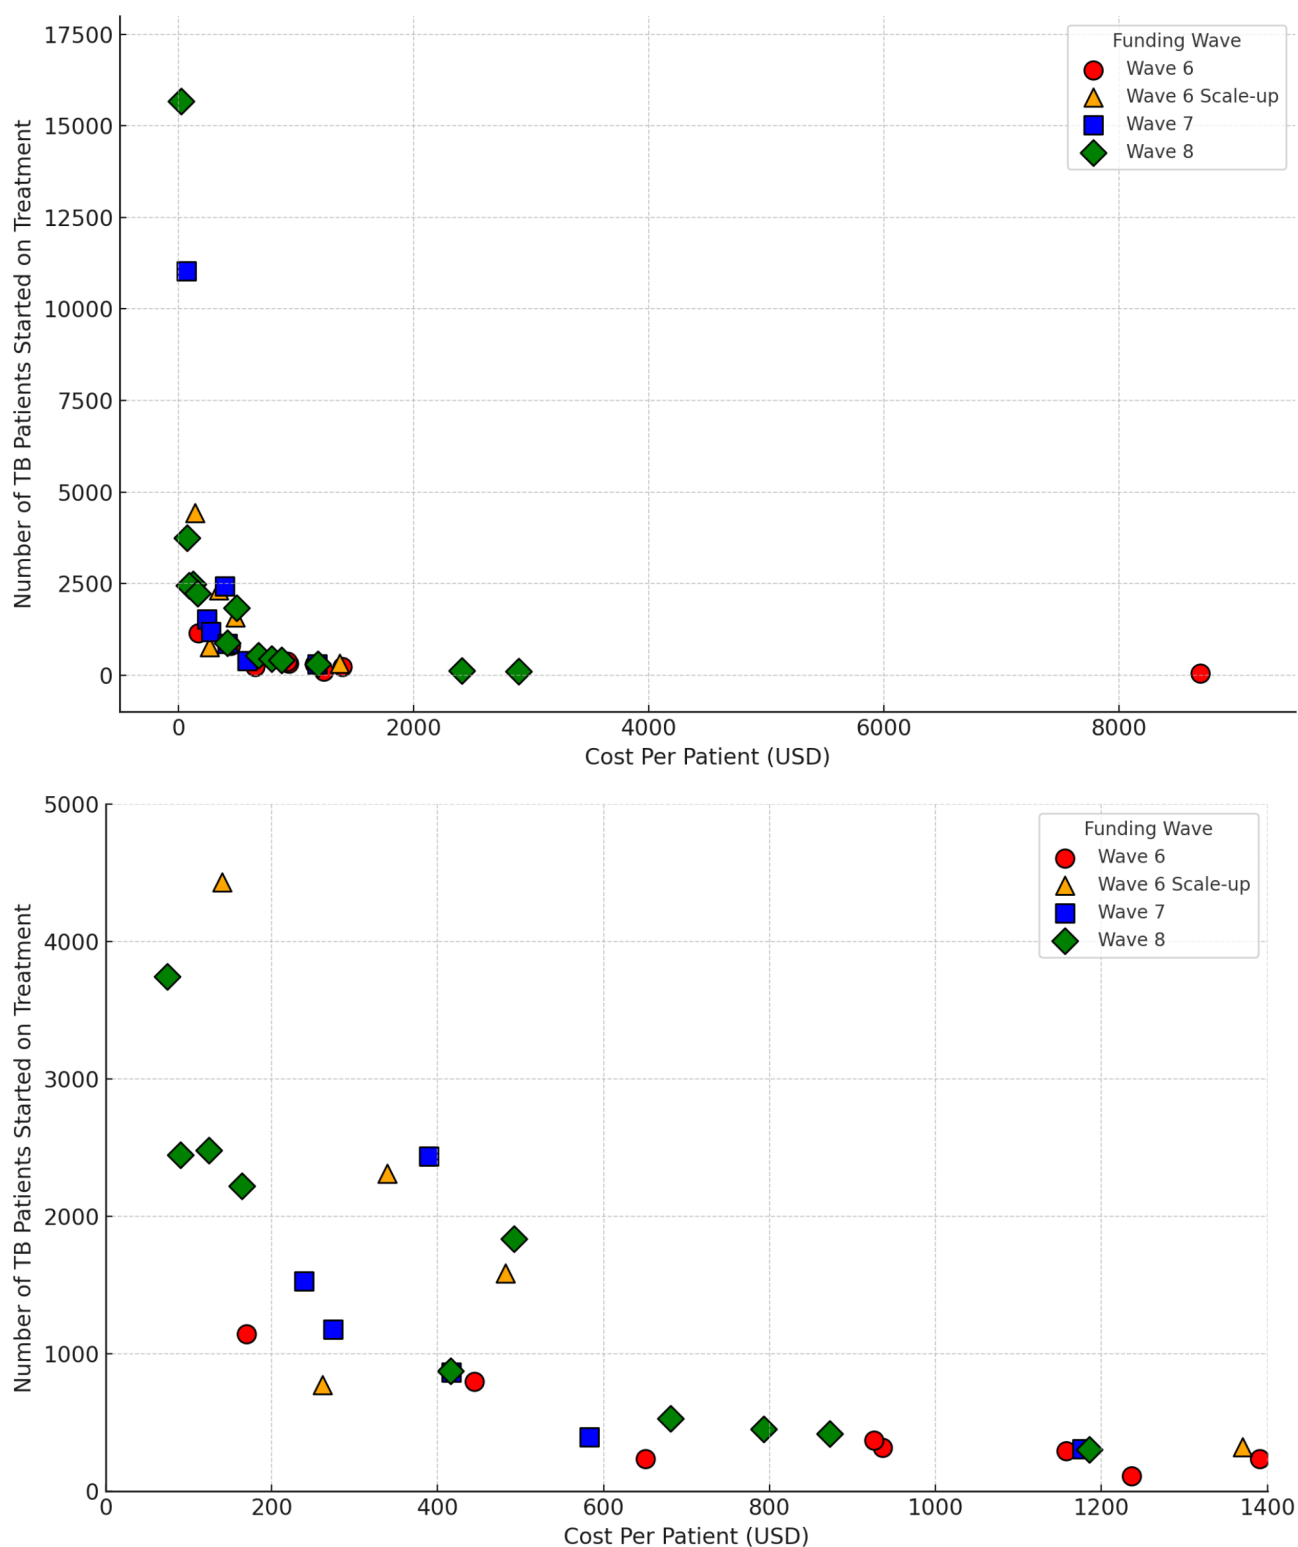 17500
15000
12500
10000
7500
5000
2500
0
Number of TB Patients Started on Treatment
Funding Wave
Wave 6
Wave 6 Scale-up
Wave 7
Wave 8
0 2000 4000 6000 8000
Cost Per Patient (USD)
5000
4000
3000
2000
1000
0
Number of TB Patients Started on Treatment
Funding Wave
Wave 6
Wave 6 Scale-up
Wave 7
Wave 8
0 200 400 600 800 1000 1200 1400
Cost Per Patient (USD)